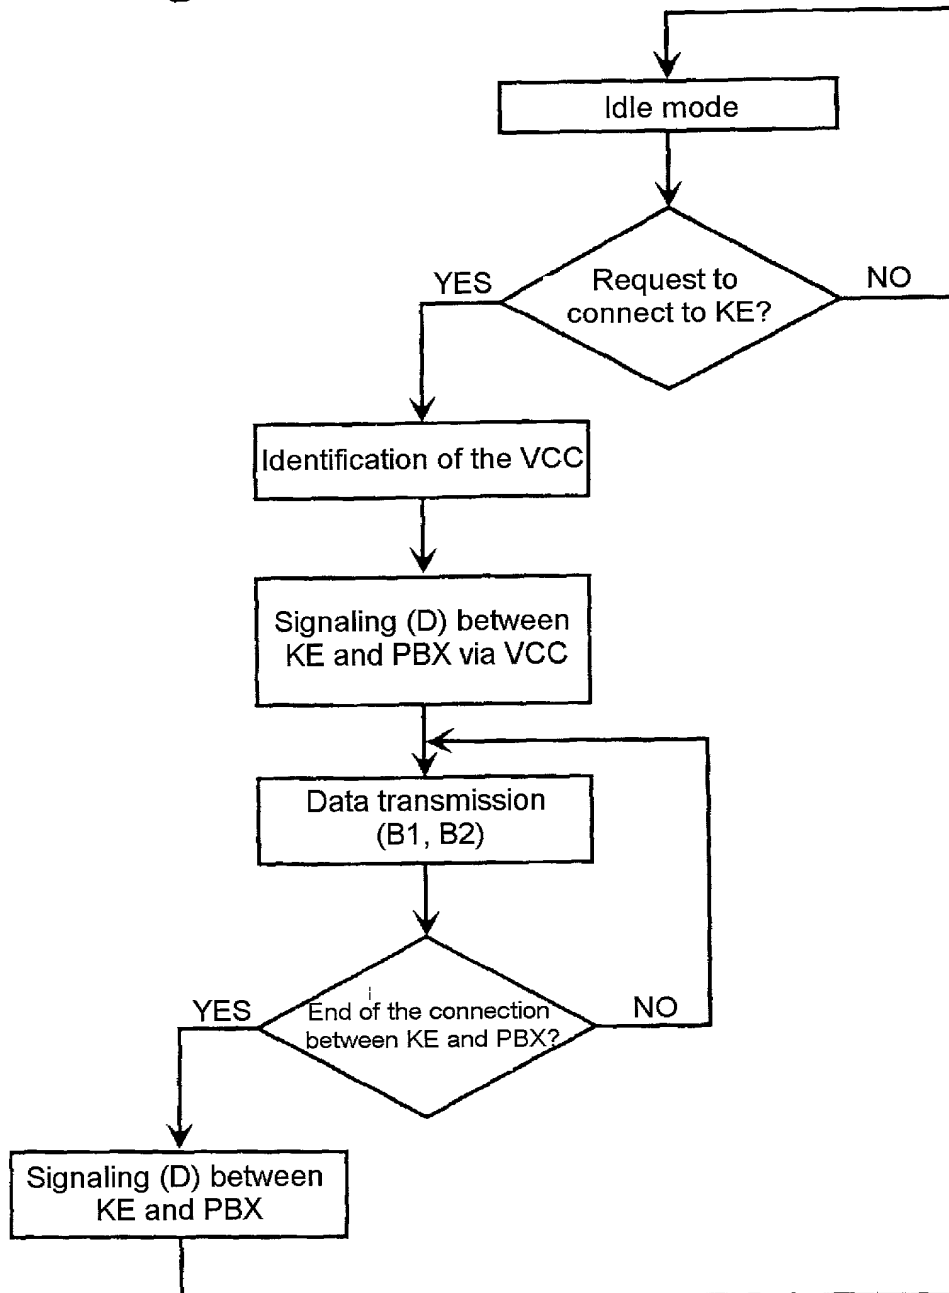 Idle mode
Request to
connect to KE?
YES
NO
Identification of the VCC
Signaling (D) between
KE and PBX via VCC
Data transmission
(B1, B2)
End of the connection
between KE and PBX?
YES
NO
Signaling (D) between
KE and PBX